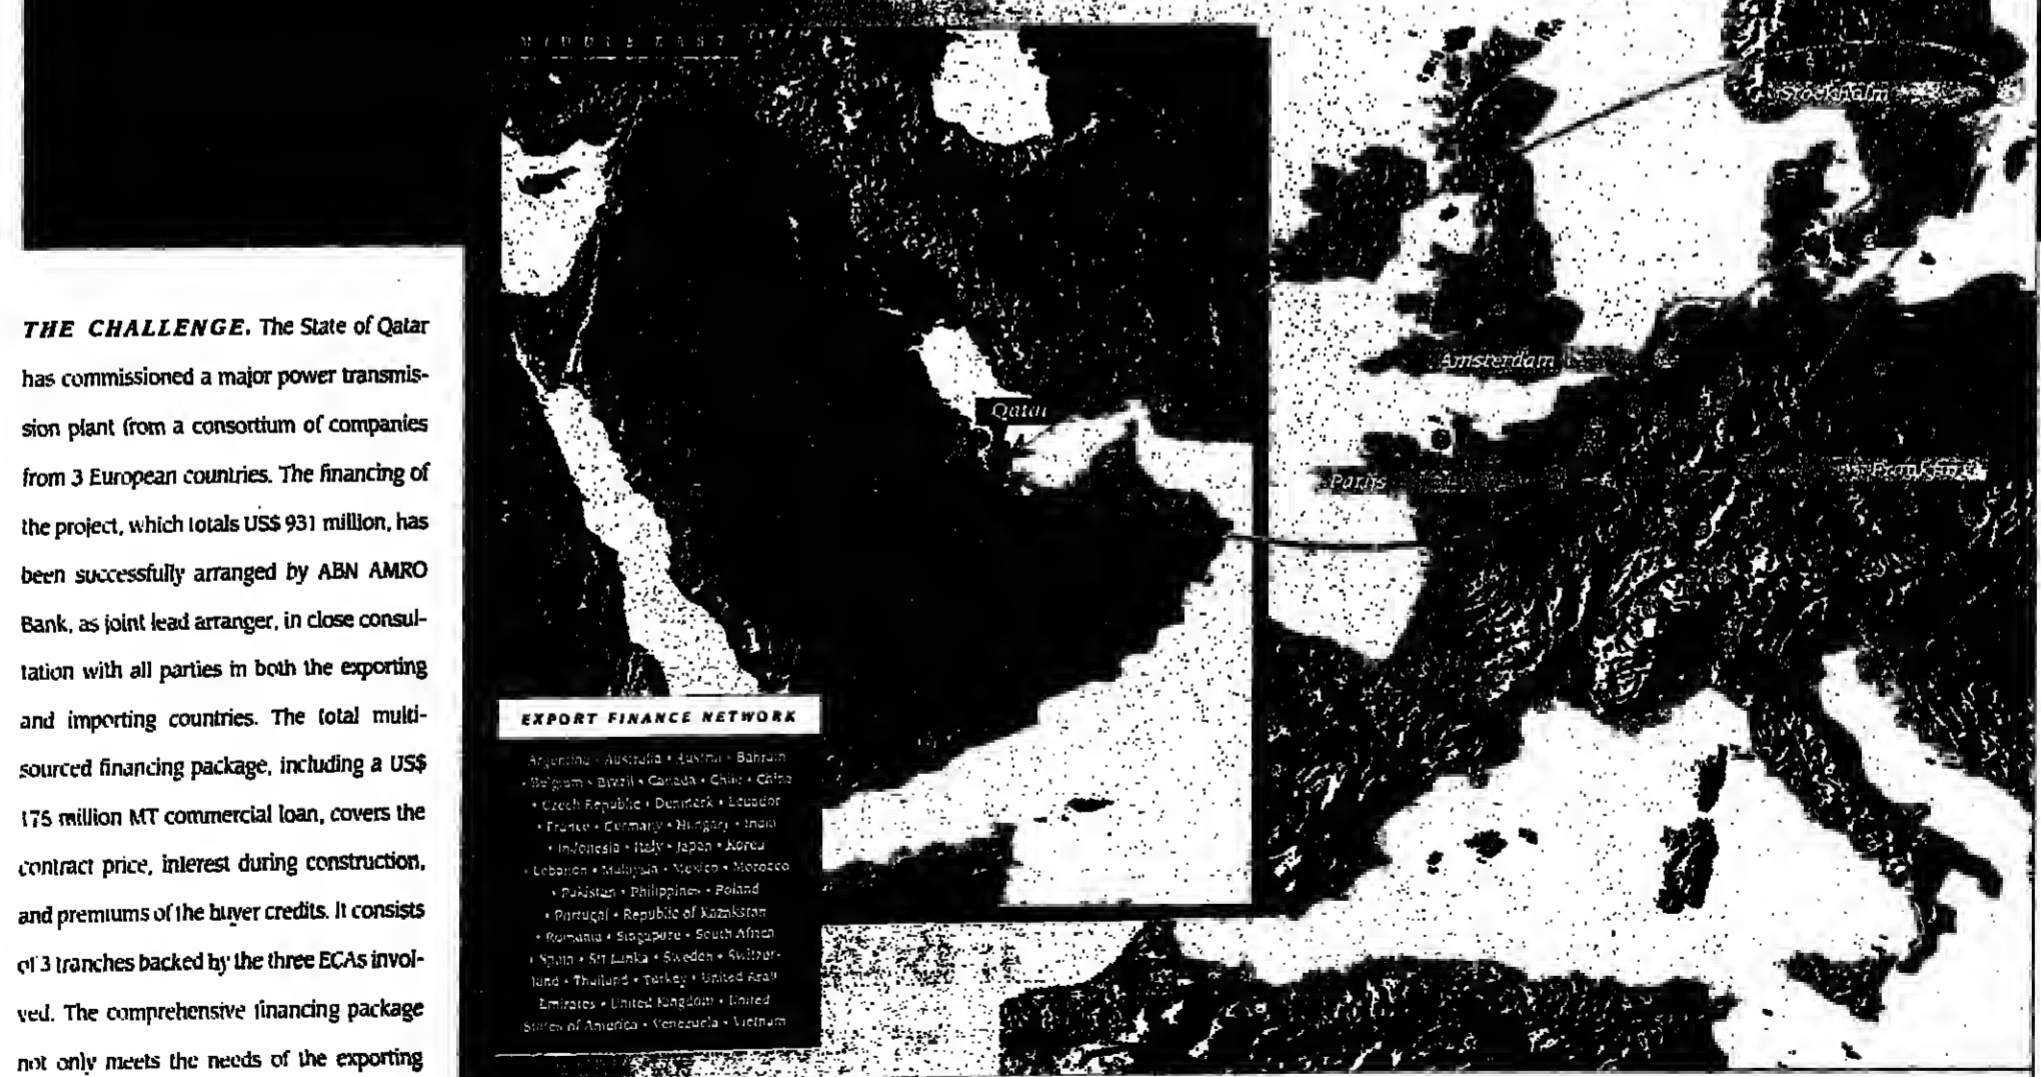 THE CHALLENGE. The State of Qatar
has commissioned a major power transmis-
sion plant from a consortium of companies
from 3 European countries. The financing of
the project, which totals US$ 931 million, has
been successfully arranged by ABN AMRO
Bank, as joint lead arranger, in close consul-
tation with all parties in both the exporting
and importing countries. The total multi-
sourced financing package, including a US$
175 million MT commercial loan, covers the
contract price, interest during construction,
and premiums of the buyer credits. It consists
of 3 tranches backed by the three ECAs invol-
ved. The comprehensive financing package
not only meets the needs of the exporting
MIDDLE EAST
Qatar
EXPORT FINANCE NETWORK
Argentina • Australia • Austria • Bahrain
• Belgium • Brazil • Canada • Chile • China
• Czech Republic • Denmark • Ecuador
• France • Germany • Hungary • India
• Indonesia • Italy • Japan • Korea
• Lebanon • Malaysia • Mexico • Morocco
• Pakistan • Philippines • Poland
• Portugal • Republic of Kazakstan
• Romania • Singapore • South Africa
• Spain • Sri Lanka • Sweden • Switzer-
land • Thailand • Turkey • United Arab
Emirates • United Kingdom • United
States of America • Venezuela • Vietnam
Stockholm
Amsterdam
Parijs
Frankfurt